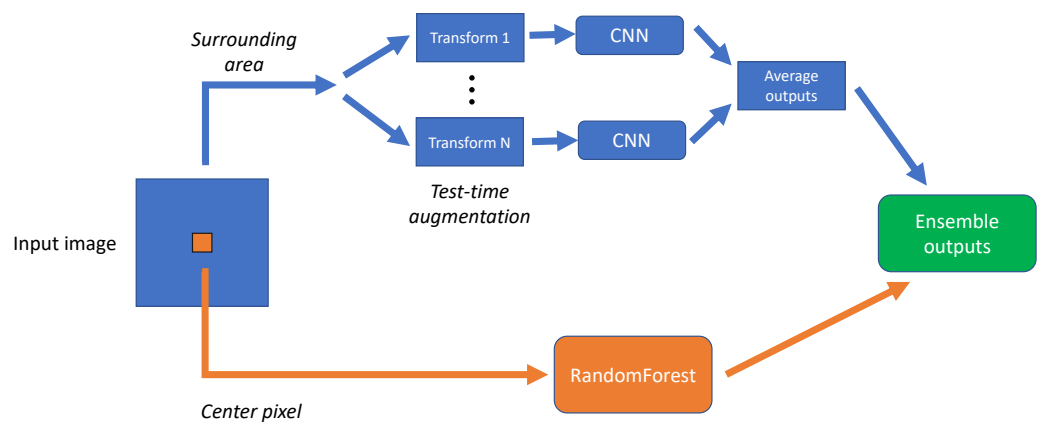 Surrounding
area
Transform 1
CNN
Average
outputs
Transform N
CNN
Test-time
augmentation
Input image
Ensemble
outputs
RandomForest
Center pixel